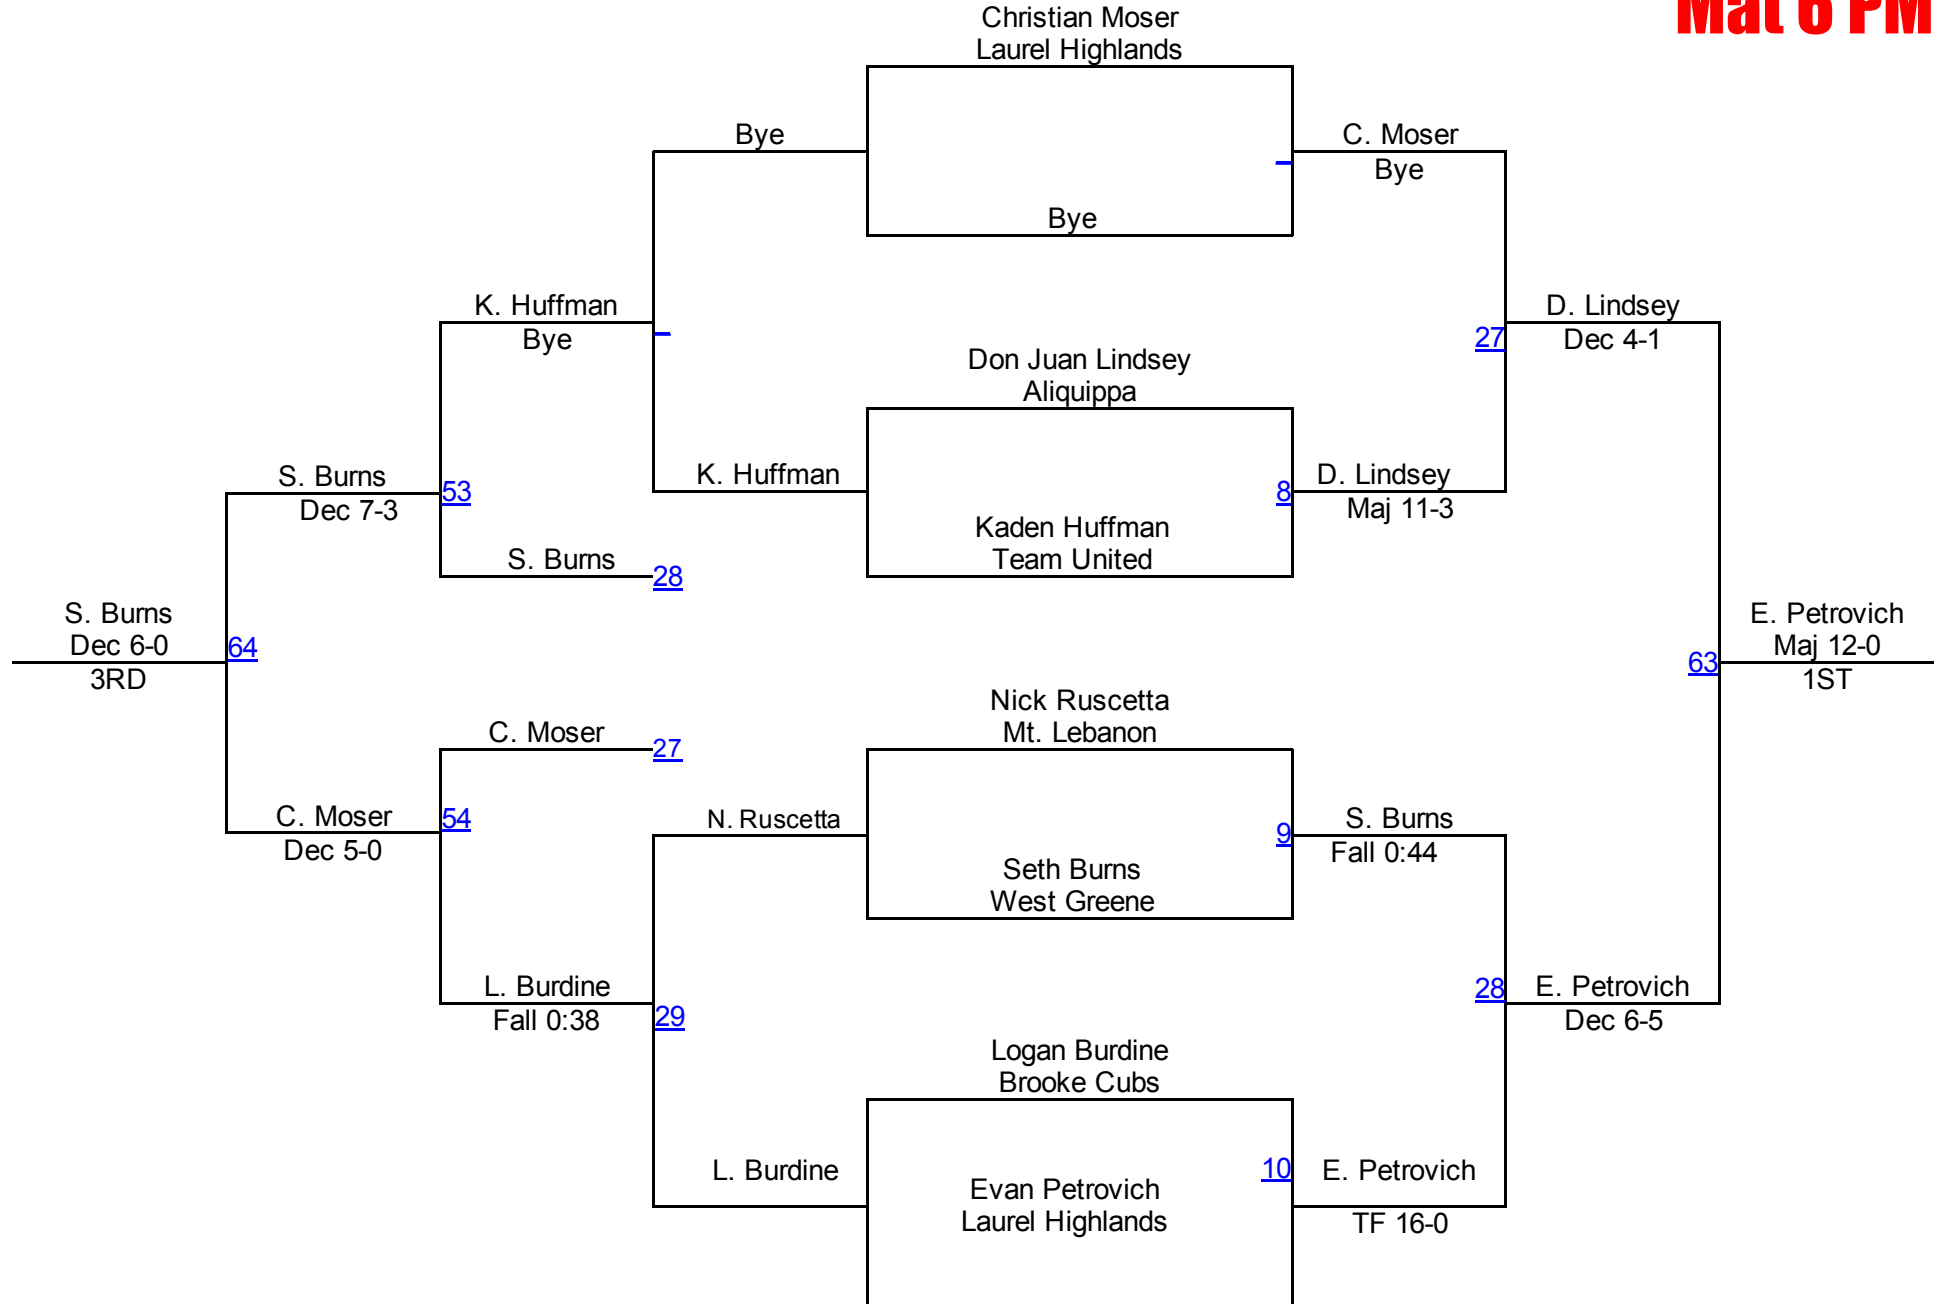 Mat 6 PM
Christian Moser
Laurel Highlands
Bye
C. Moser
Bye
Bye
K. Huffman
Bye
D. Lindsey
27
Dec 4-1
Don Juan Lindsey
Aliquippa
S. Burns
53
Dec 7-3
K. Huffman
8
D. Lindsey
Maj 11-3
Kaden Huffman
Team United
S. Burns
28
S. Burns
Dec 6-0
64
3RD
E. Petrovich
Maj 12-0
63
1ST
Nick Ruscetta
Mt. Lebanon
C. Moser
27
C. Moser
54
Dec 5-0
N. Ruscetta
9
S. Burns
Fall 0:44
Seth Burns
West Greene
L. Burdine
Fall 0:38
29
28
E. Petrovich
Dec 6-5
Logan Burdine
Brooke Cubs
L. Burdine
10
E. Petrovich
Evan Petrovich
Laurel Highlands
TF 16-0